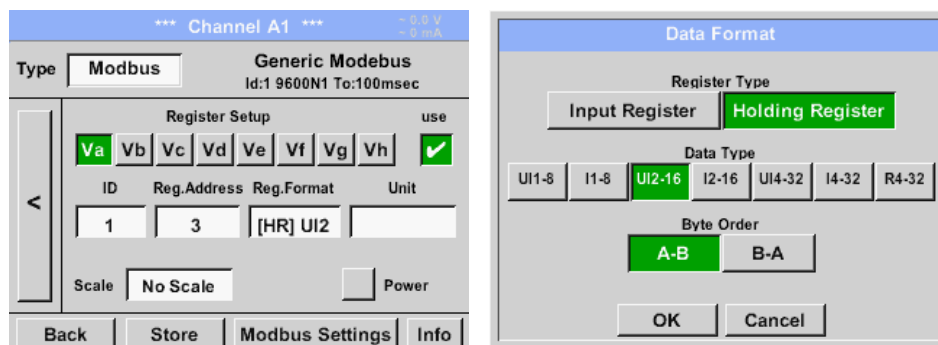 *** Channel A1 ***
~ 0.0 V
~ 0 mA
Type Modbus
Generic Modebus
Id:1 9600N1 To:100msec
Register Setup use
Va Vb Vc Vd Ve Vf Vg Vh ✔
<
ID Reg.Address Reg.Format Unit
1 3 [HR] UI2
Scale No Scale Power
Back Store Modbus Settings Info
Data Format
Register Type
Input Register Holding Register
Data Type
UI1-8 I1-8 UI2-16 I2-16 UI4-32 I4-32 R4-32
Byte Order
A-B B-A
OK Cancel